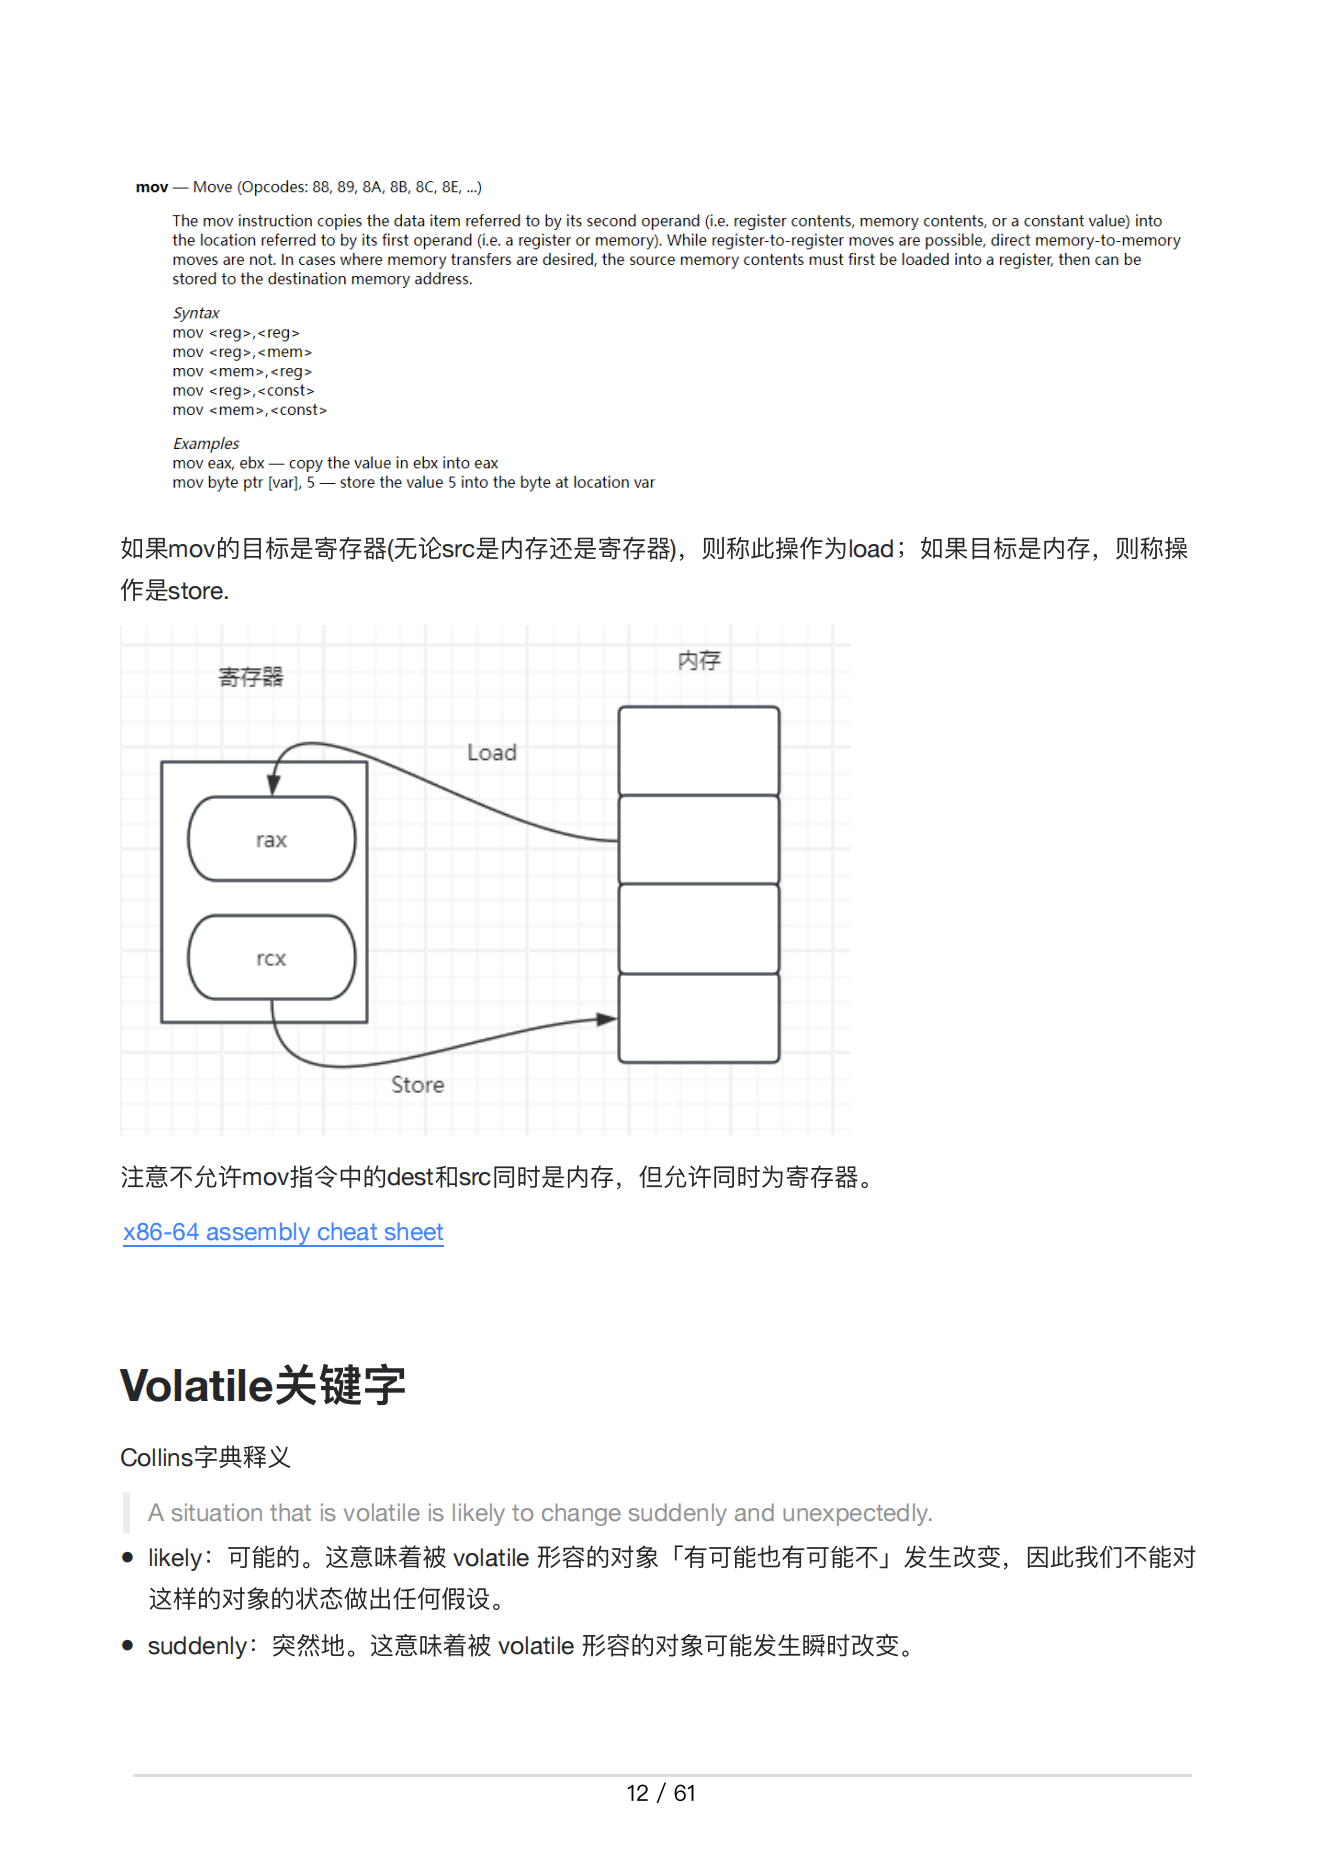 mov — Move (Opcodes: 88, 89, 8A, 8B, 8C, 8E, ...)
The mov instruction copies the data item referred to by its second operand (i.e. register contents, memory contents, or a constant value) into
the location referred to by its first operand (i.e. a register or memory). While register-to-register moves are possible, direct memory-to-memory
moves are not. In cases where memory transfers are desired, the source memory contents must first be loaded into a register, then can be
stored to the destination memory address.
Syntax
mov <reg>,<reg>
mov <reg>,<mem>
mov <mem>,<reg>
mov <reg>,<const>
mov <mem>,<const>
Examples
mov eax, ebx — copy the value in ebx into eax
mov byte ptr [var], 5 — store the value 5 into the byte at location var
如果mov的目标是寄存器(无论src是内存还是寄存器)，则称此操作为load；如果目标是内存，则称操
作是store.
寄存器
内存
Load
rax
rcx
Store
注意不允许mov指令中的dest和src同时是内存，但允许同时为寄存器。
x86-64 assembly cheat sheet
Volatile关键字
Collins字典释义
A situation that is volatile is likely to change suddenly and unexpectedly.
● likely：可能的。这意味着被 volatile 形容的对象「有可能也有可能不」发生改变，因此我们不能对
这样的对象的状态做出任何假设。
● suddenly：突然地。这意味着被 volatile 形容的对象可能发生瞬时改变。
12 / 61